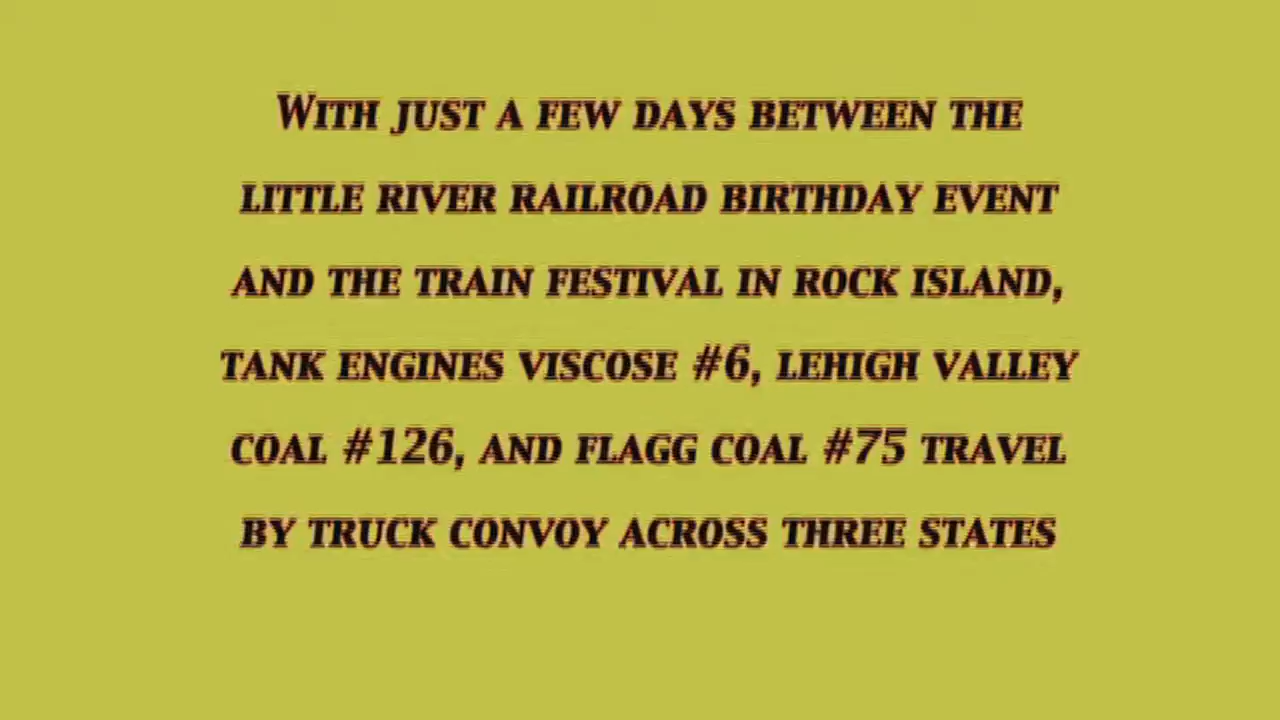 With just a few days between the
little river railroad birthday event
and the train festival in rock island,
tank engines viscose #6, lehigh valley
coal #126, and flagg coal #75 travel
by truck convoy across three states